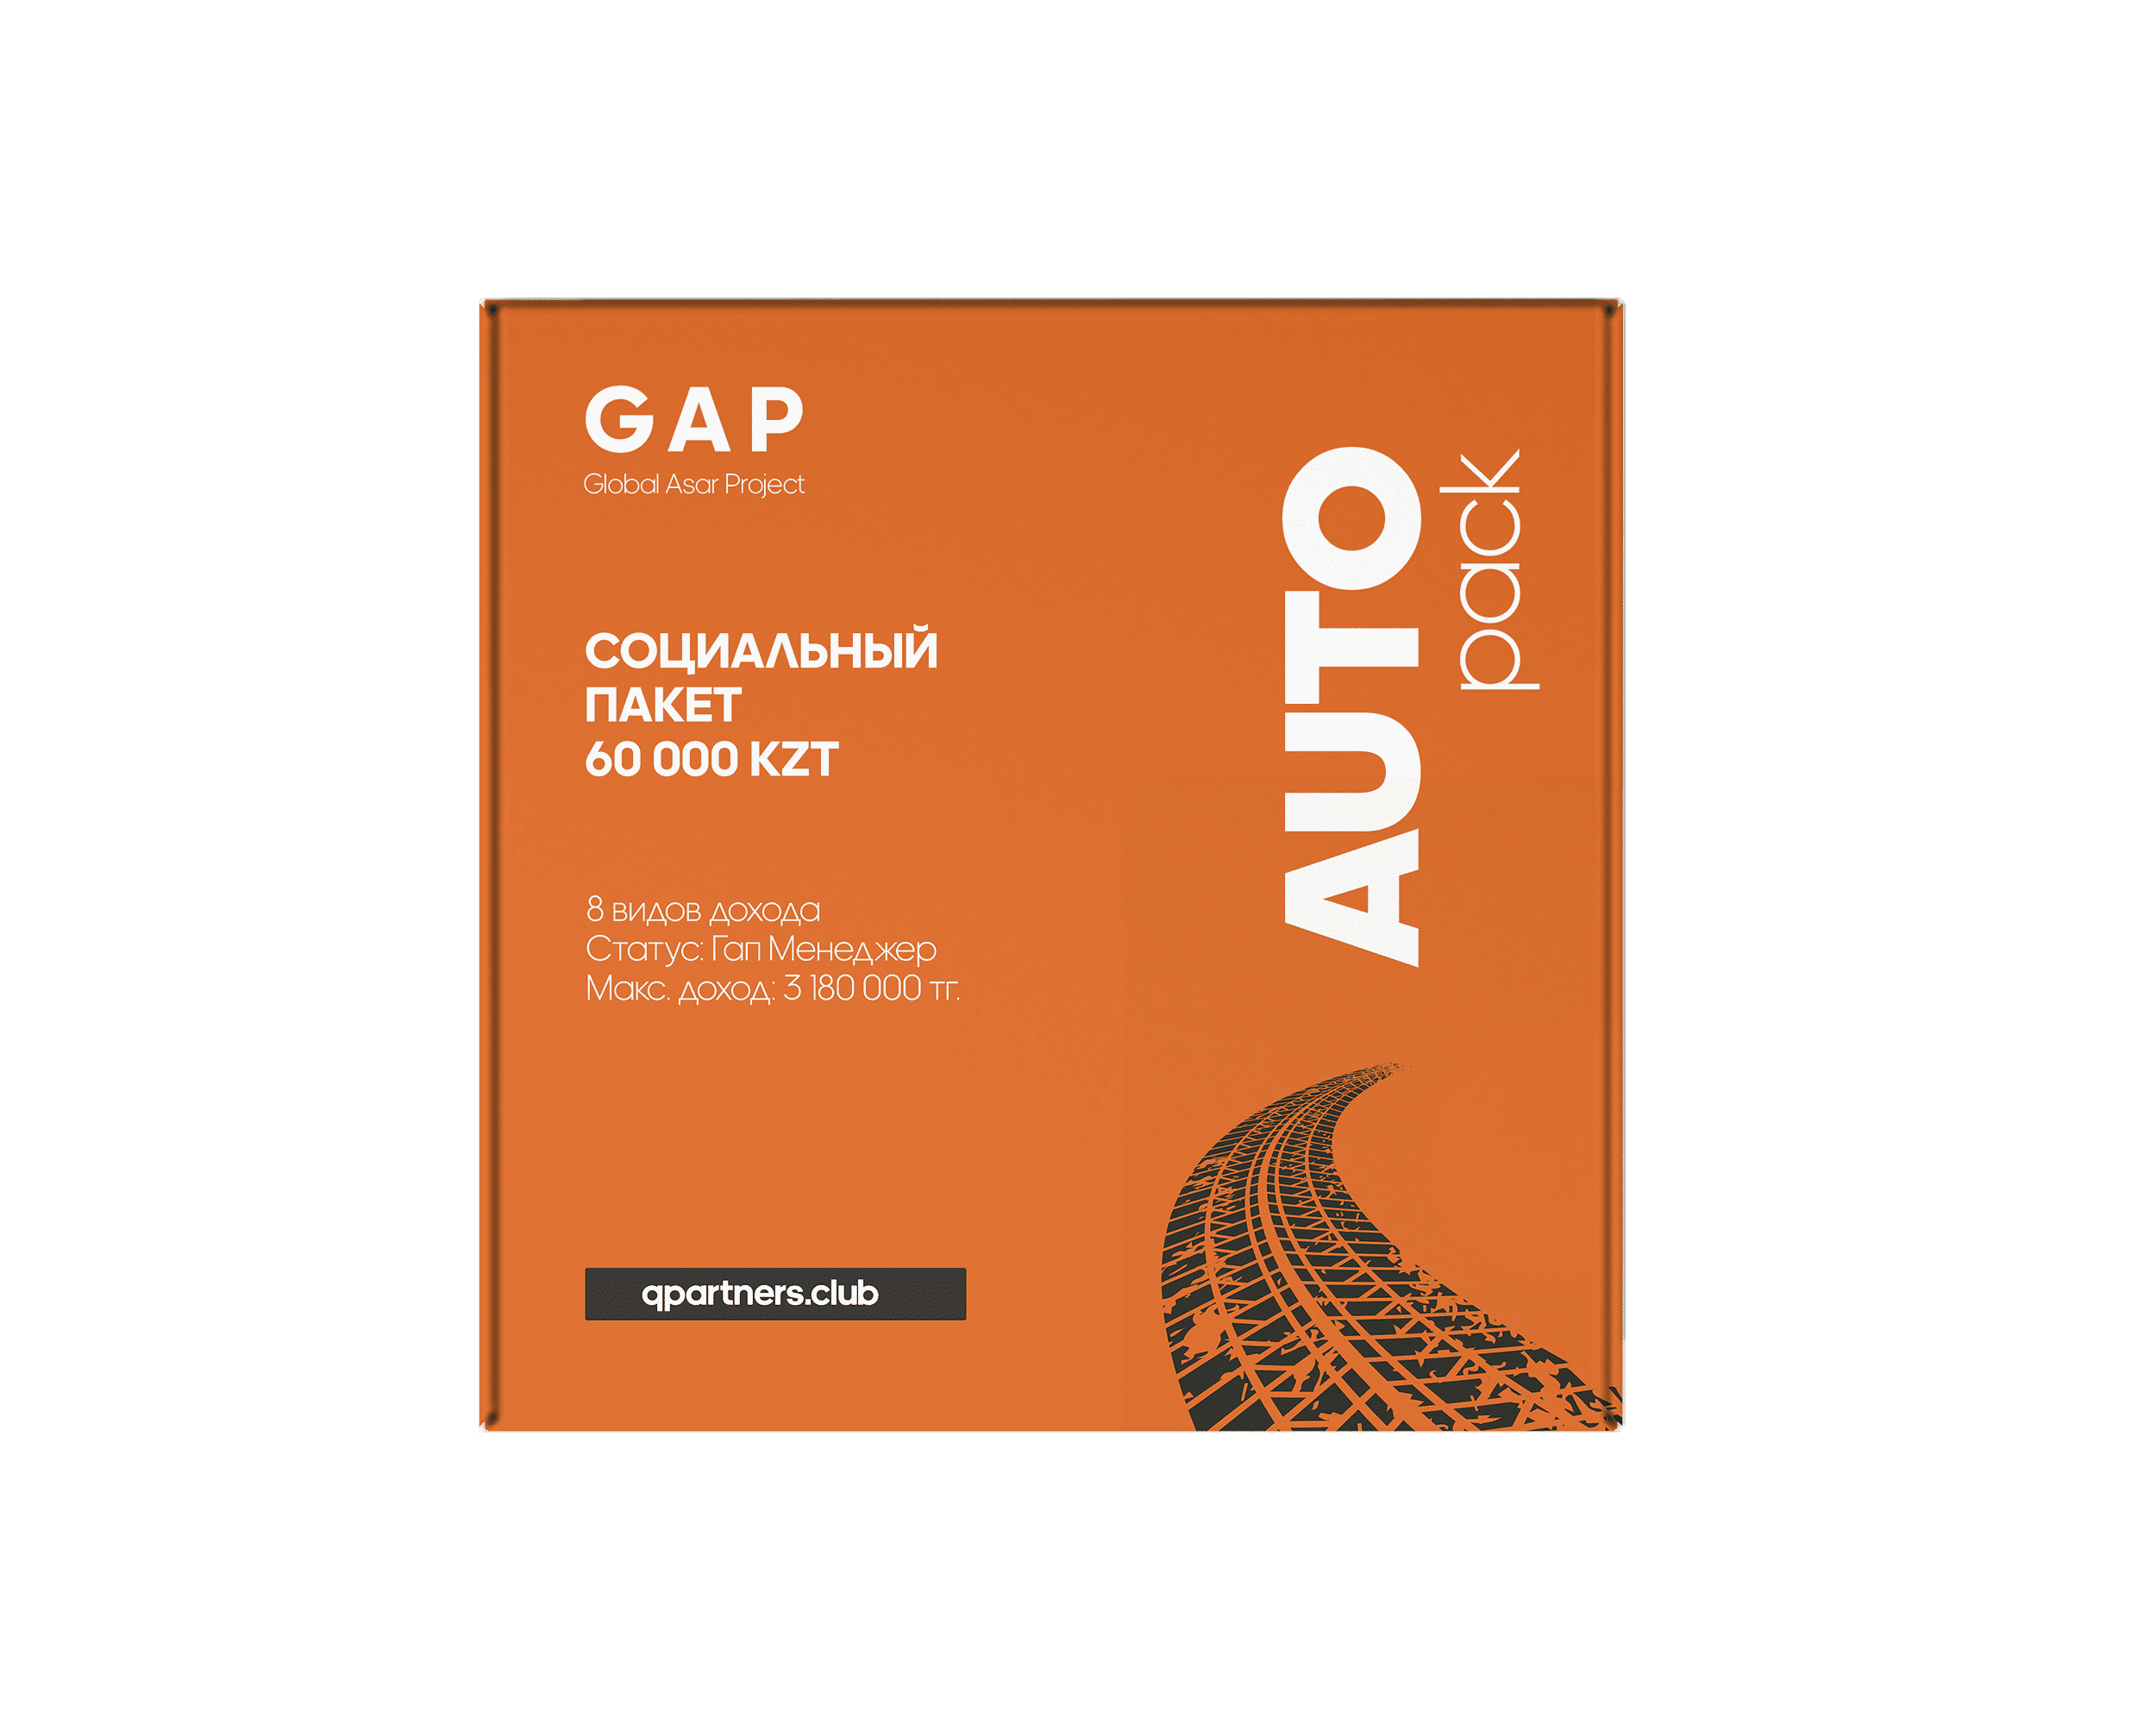 GAP
Global Asar Project
СОЦИАЛЬНЫЙ
ПАКЕТ
60 000 KZT
8 видов дохода
Статус: Гап Менеджер
Макс. доход: 3 180 000 тг.
qpartners.club
AUTO
pack